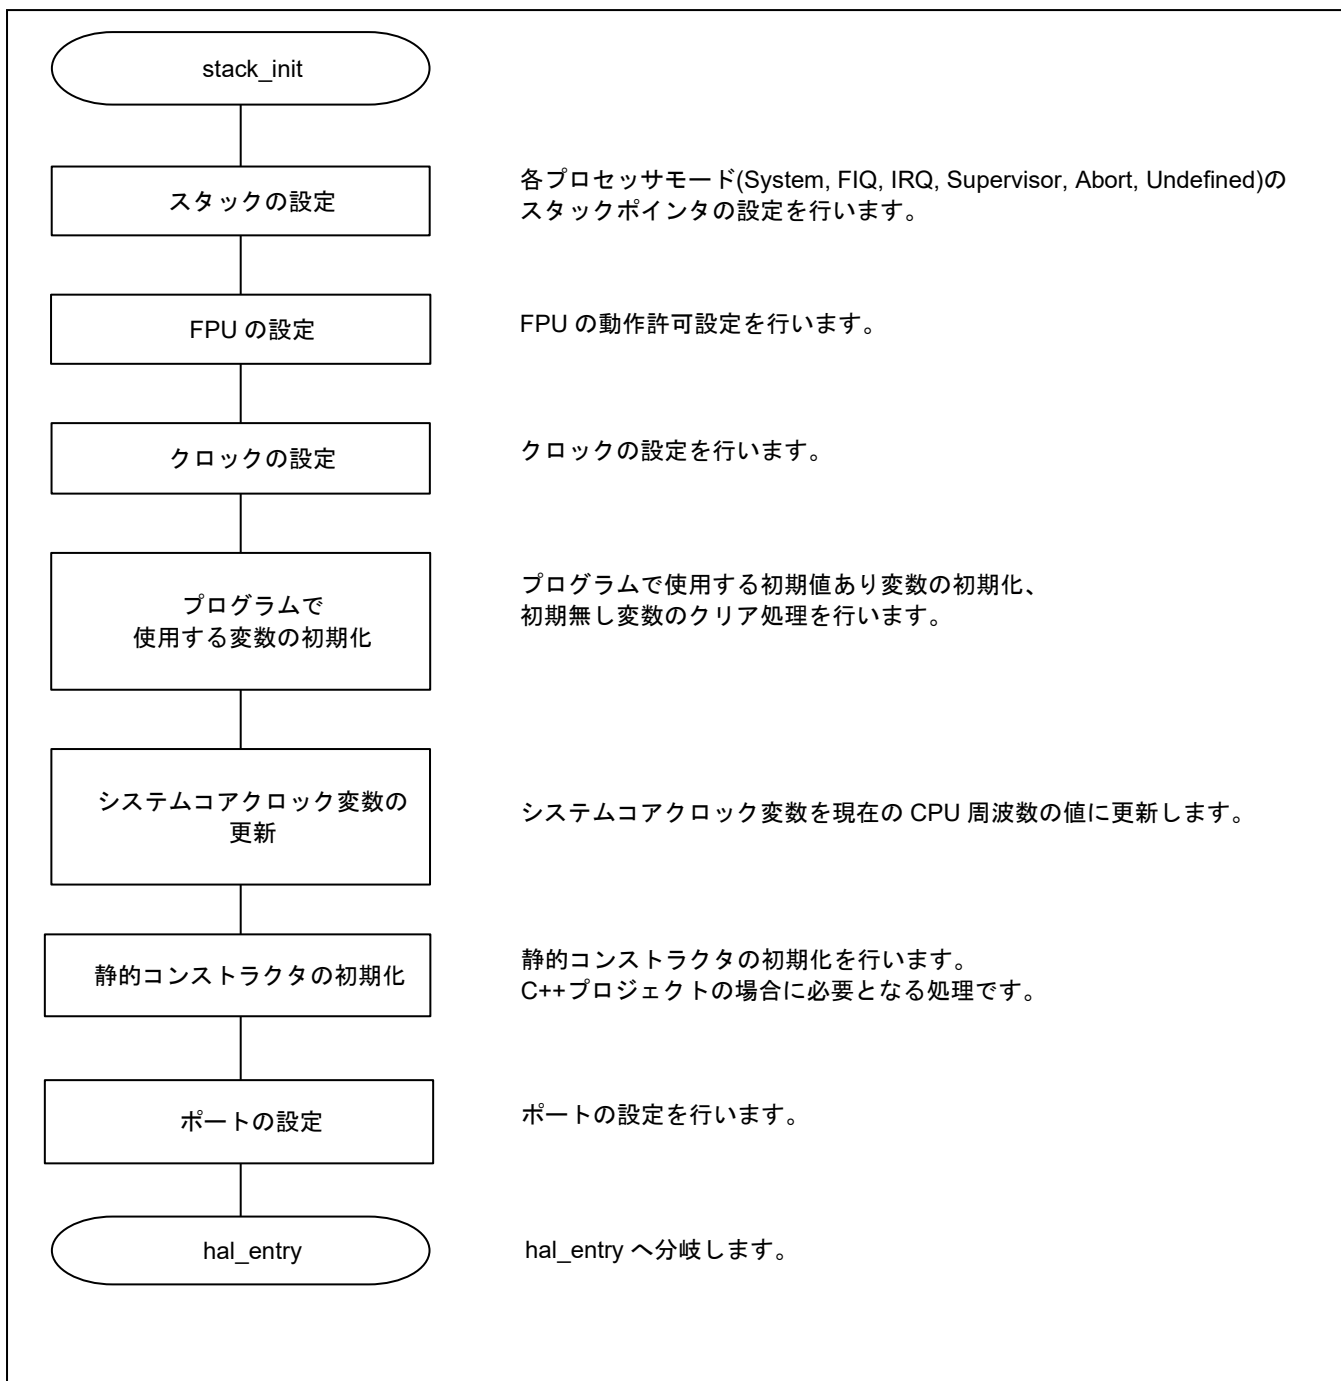 stack_init
スタックの設定
各プロセッサモード(System, FIQ, IRQ, Supervisor, Abort, Undefined)の
スタックポインタの設定を行います。
FPU の設定
FPU の動作許可設定を行います。
クロックの設定
クロックの設定を行います。
プログラムで
使用する変数の初期化
プログラムで使用する初期値あり変数の初期化、
初期無し変数のクリア処理を行います。
システムコアクロック変数の
更新
システムコアクロック変数を現在の CPU 周波数の値に更新します。
静的コンストラクタの初期化
静的コンストラクタの初期化を行います。
C++プロジェクトの場合に必要となる処理です。
ポートの設定
ポートの設定を行います。
hal_entry
hal_entry へ分岐します。